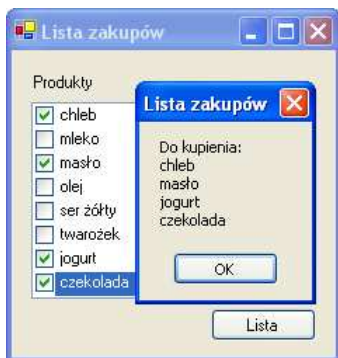 Lista zakupów
Produkty
chleb
mleko
masło
olej
ser żółty
twarożek
jogurt
czekolada
Lista zakupów
Do kupienia:
chleb
masło
jogurt
czekolada
OK
Lista